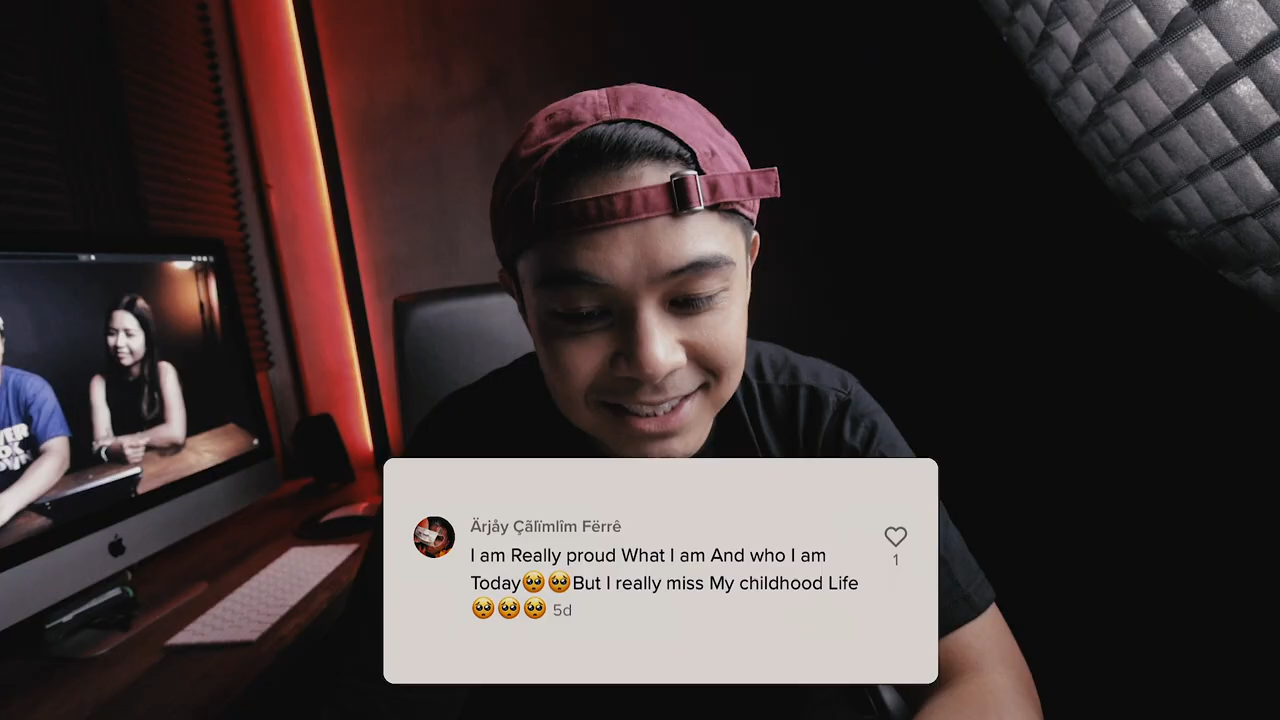 Ärjåy Çãlïmlîm Fërrê
I am Really proud What I am And who I am
Today🥺🥺But I really miss My childhood Life
🥺🥺🥺 5d
1